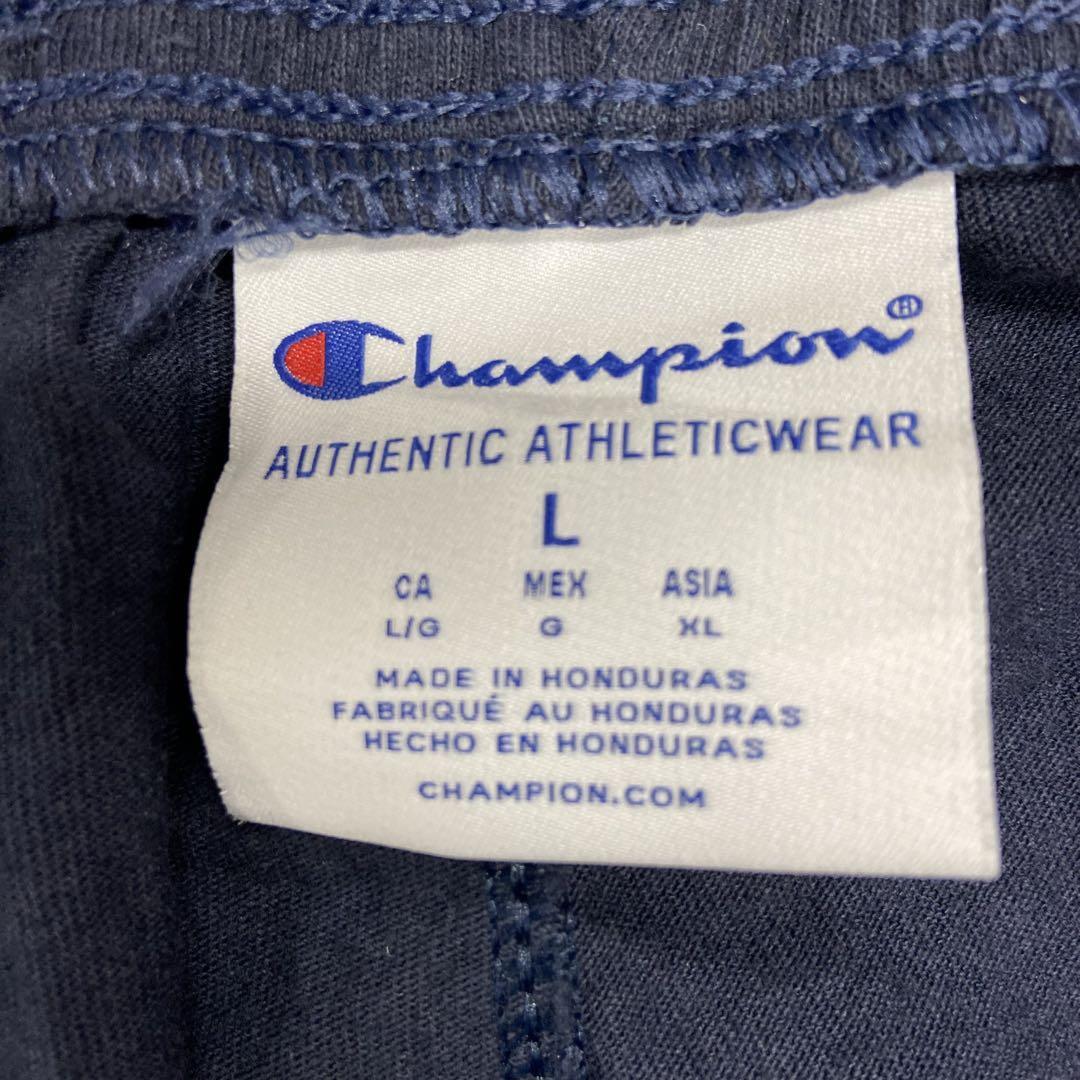 Champion®
AUTHENTIC ATHLETICWEAR
L
CA MEX ASIA
L/G G XL
MADE IN HONDURAS
FABRIQUÉ AU HONDURAS
HECHO EN HONDURAS
CHAMPION.COM